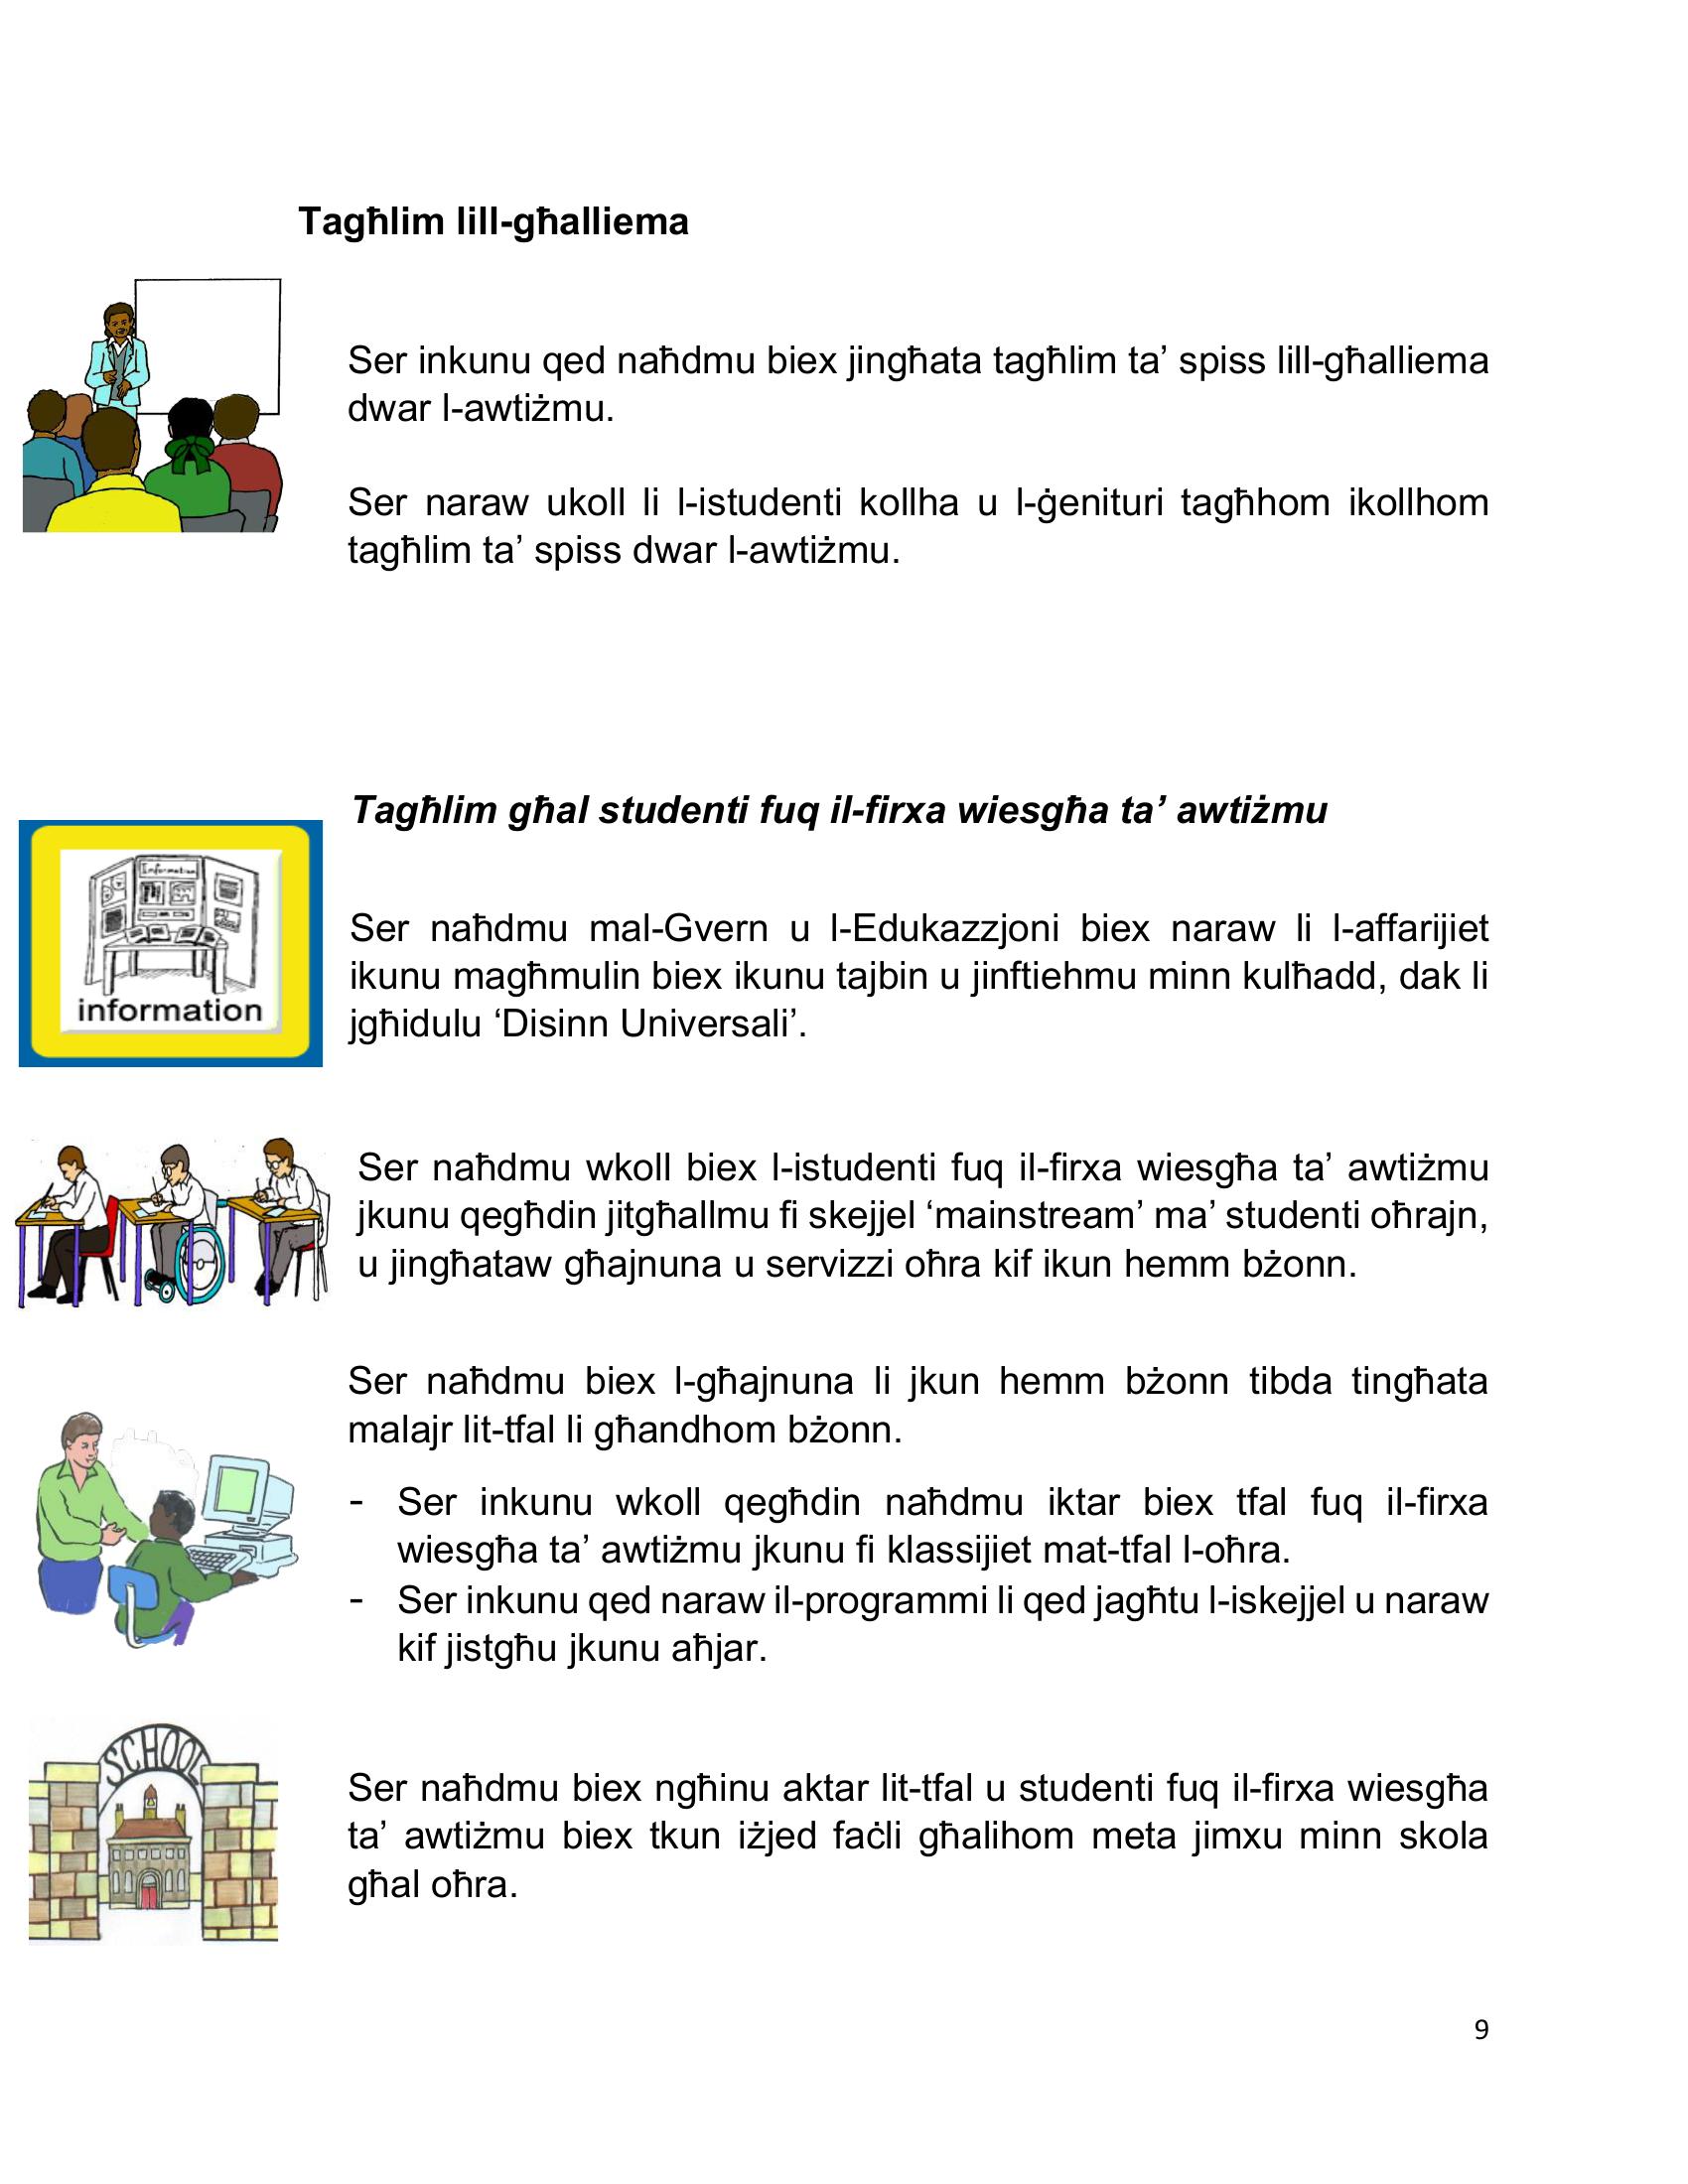 Tagħlim lill-għalliema
Ser inkunu qed naħdmu biex jingħata tagħlim ta’ spiss lill-għalliema
dwar l-awtiżmu.
Ser naraw ukoll li l-istudenti kollha u l-ġenituri tagħhom ikollhom
tagħlim ta’ spiss dwar l-awtiżmu.
Tagħlim għal studenti fuq il-firxa wiesgħa ta’ awtiżmu
Information
information
Ser naħdmu mal-Gvern u l-Edukazzjoni biex naraw li l-affarijiet
ikunu magħmulin biex ikunu tajbin u jinftiehmu minn kulħadd, dak li
jgħidulu ‘Disinn Universali’.
Ser naħdmu wkoll biex l-istudenti fuq il-firxa wiesgħa ta’ awtiżmu
jkunu qegħdin jitgħallmu fi skejjel ‘mainstream’ ma’ studenti oħrajn,
u jingħataw għajnuna u servizzi oħra kif ikun hemm bżonn.
Ser naħdmu biex l-għajnuna li jkun hemm bżonn tibda tingħata
malajr lit-tfal li għandhom bżonn.
- Ser inkunu wkoll qegħdin naħdmu iktar biex tfal fuq il-firxa
wiesgħa ta’ awtiżmu jkunu fi klassijiet mat-tfal l-oħra.
- Ser inkunu qed naraw il-programmi li qed jagħtu l-iskejjel u naraw
kif jistgħu jkunu aħjar.
SCHOOL
Ser naħdmu biex ngħinu aktar lit-tfal u studenti fuq il-firxa wiesgħa
ta’ awtiżmu biex tkun iżjed faċli għalihom meta jimxu minn skola
għal oħra.
9